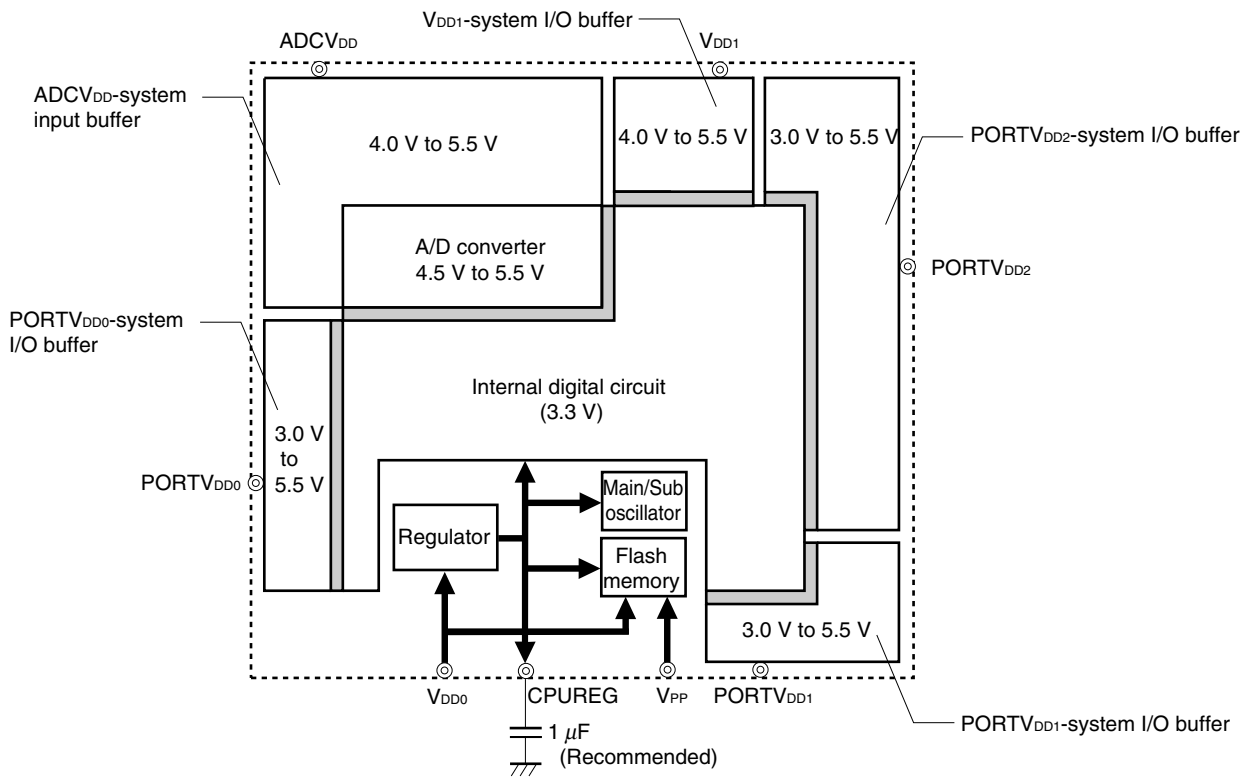 VDD1-system I/O buffer
ADCVDD
VDD1
ADCVDD-system
input buffer
4.0 V to 5.5 V
4.0 V to 5.5 V
3.0 V to 5.5 V
PORTVDD2-system I/O buffer
A/D converter
4.5 V to 5.5 V
PORTVDD2
PORTVDD0-system
I/O buffer
Internal digital circuit
(3.3 V)
3.0 V
to
5.5 V
PORTVDD0
Main/Sub
oscillator
Regulator
Flash
memory
3.0 V to 5.5 V
VDD0
CPUREG
VPP
PORTVDD1
PORTVDD1-system I/O buffer
1 μF
(Recommended)